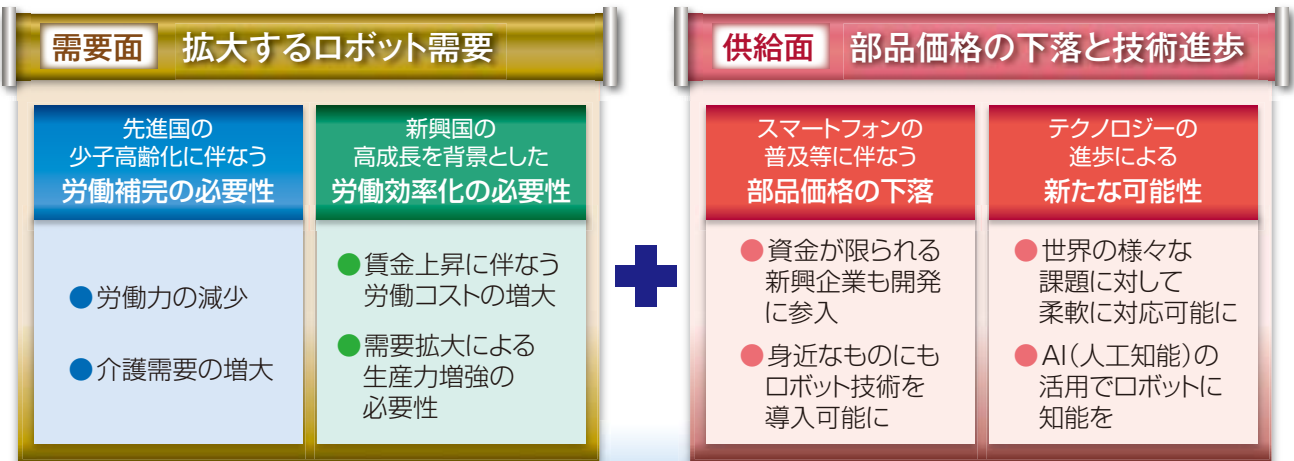 需要面 拡大するロボット需要
先進国の
少子高齢化に伴なう
労働補完の必要性
●労働力の減少
●介護需要の増大
新興国の
高成長を背景とした
労働効率化の必要性
●賃金上昇に伴なう
労働コストの増大
●需要拡大による
生産力増強の
必要性
供給面 部品価格の下落と技術進歩
スマートフォンの
普及等に伴なう
部品価格の下落
●資金が限られる
新興企業も開発
に参入
●身近なものにも
ロボット技術を
導入可能に
テクノロジーの
進歩による
新たな可能性
●世界の様々な
課題に対して
柔軟に対応可能に
●AI(人工知能)の
活用でロボットに
知能を